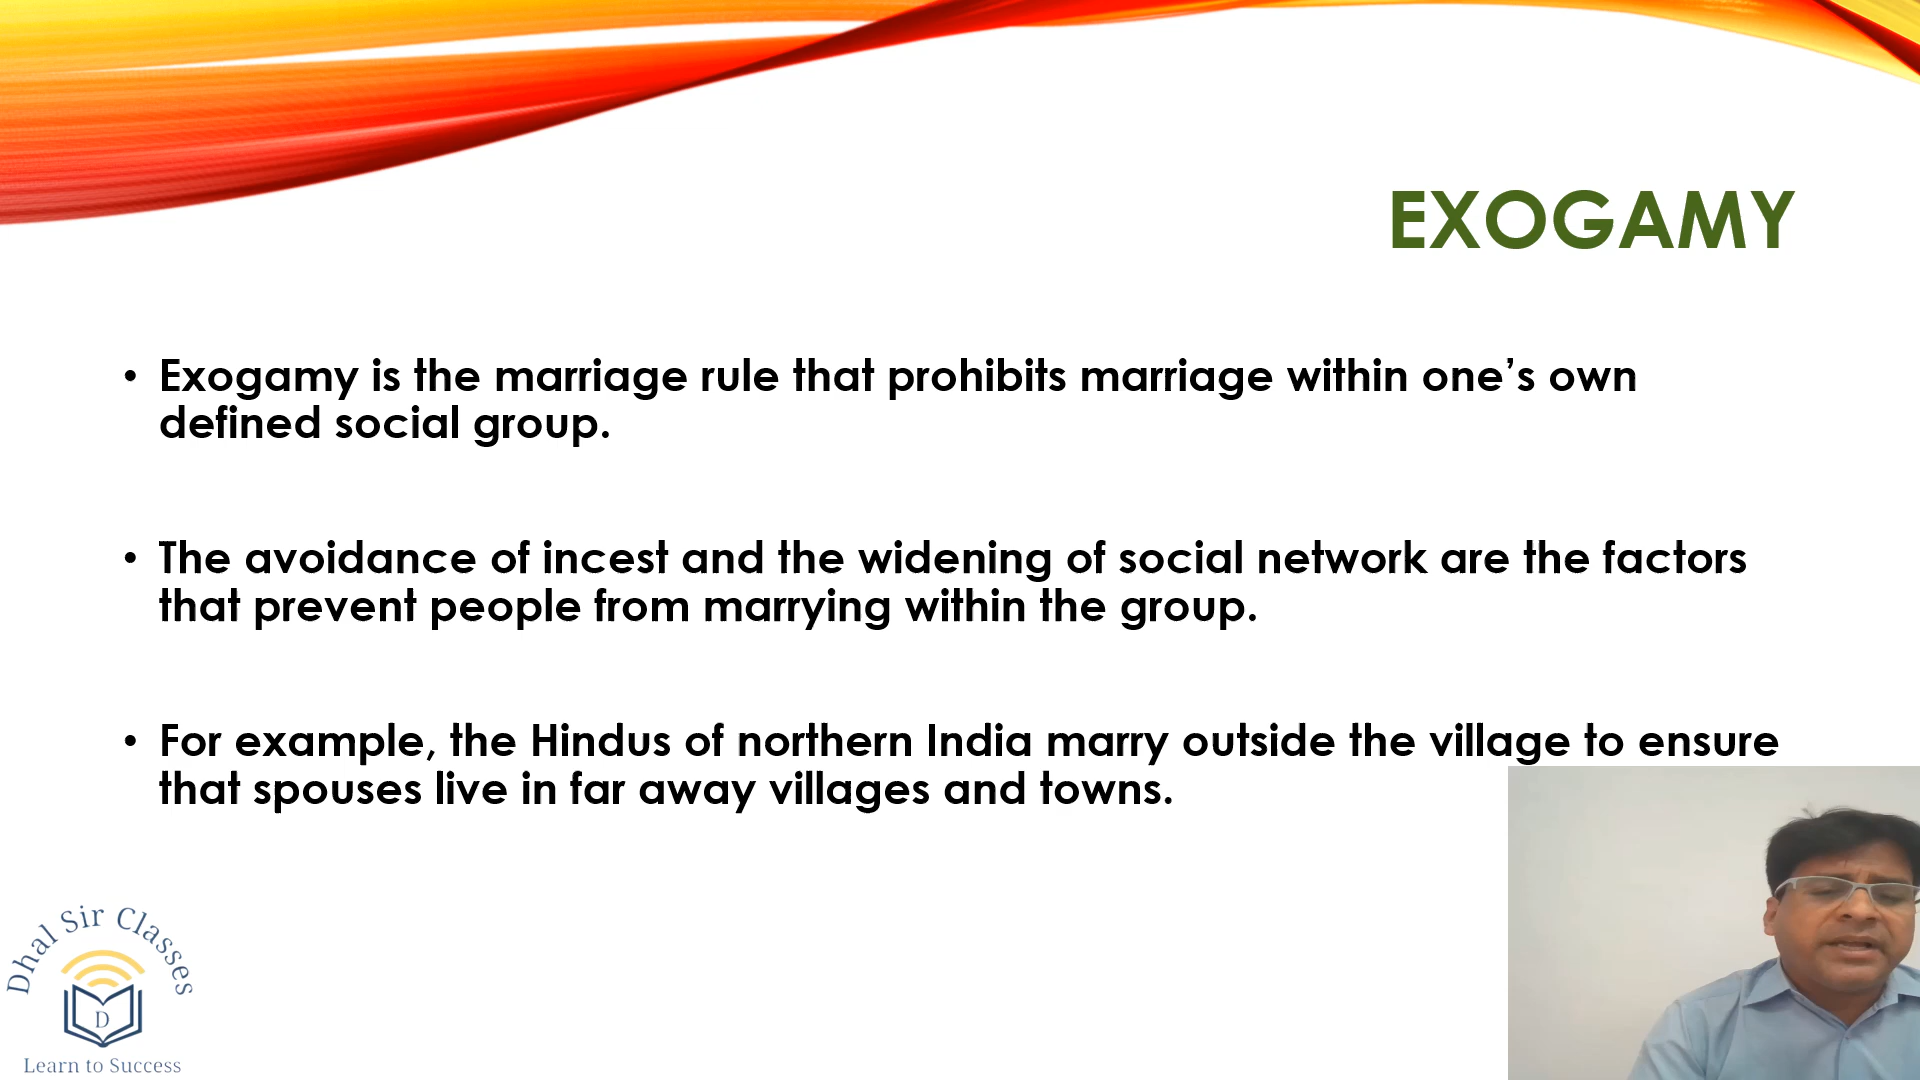 EXOGAMY
• Exogamy is the marriage rule that prohibits marriage within one’s own
defined social group.
• The avoidance of incest and the widening of social network are the factors
that prevent people from marrying within the group.
• For example, the Hindus of northern India marry outside the village to ensure
that spouses live in far away villages and towns.
Dhal Sir Classes
D
Learn to Success